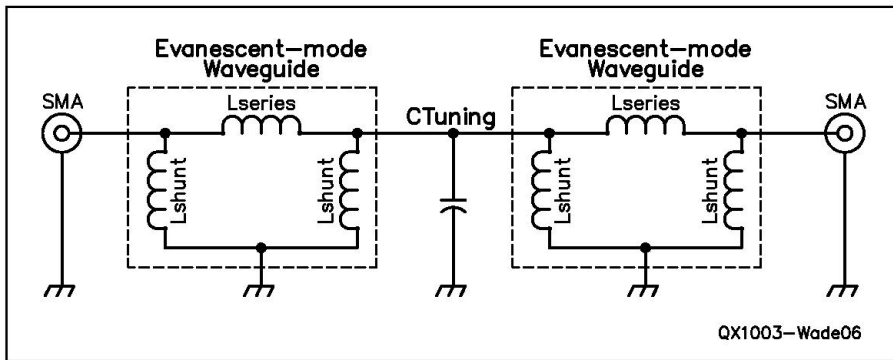 Evanescent-mode
Waveguide
Evanescent-mode
Waveguide
SMA
Lseries
CTuning
Lseries
SMA
Lshunt
Lshunt
Lshunt
Lshunt
QX1003-Wade06